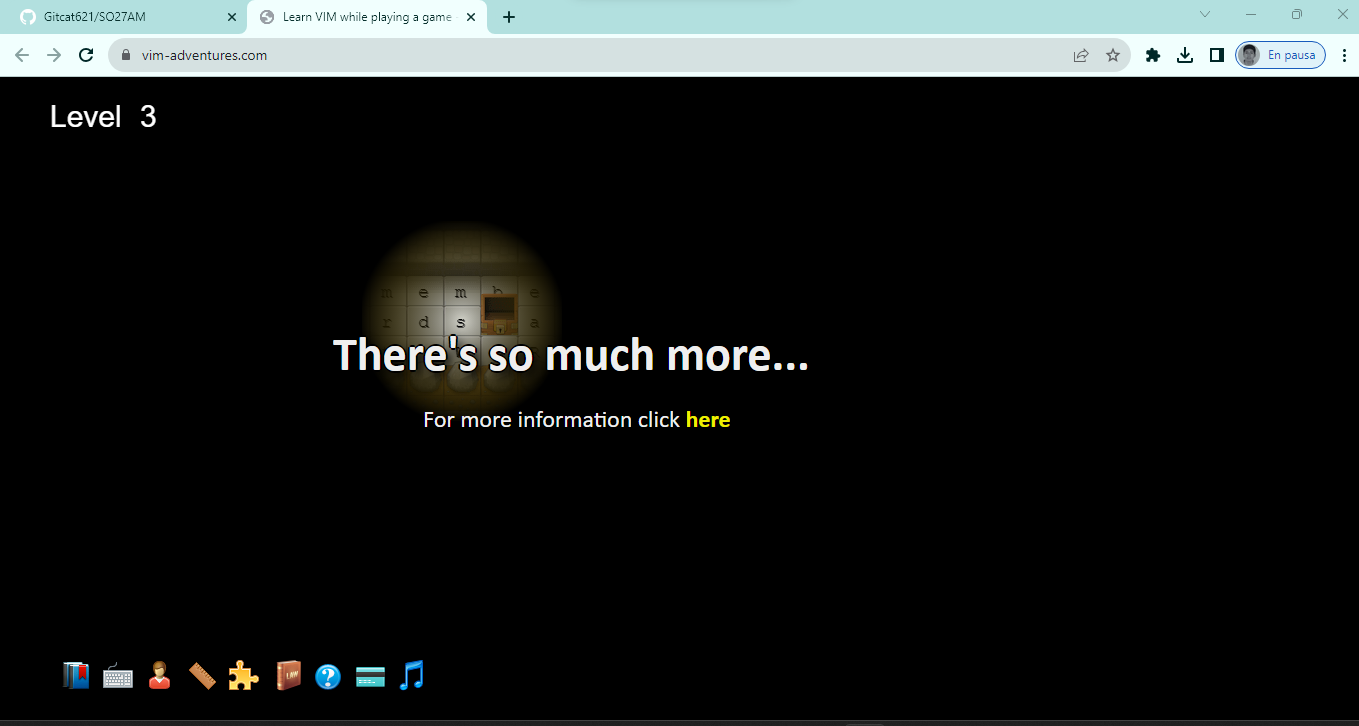 Gitcat621/SO27AM
Learn VIM while playing a game
vim-adventures.com
En pausa
Level 3
m e m b e
r d s a
There's so much more...
For more information click here
LAW